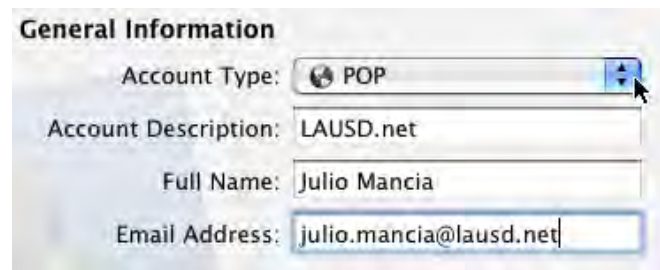 General Information
Account Type: POP
Account Description: LAUSD.net
Full Name: Julio Mancia
Email Address: julio.mancia@lausd.net